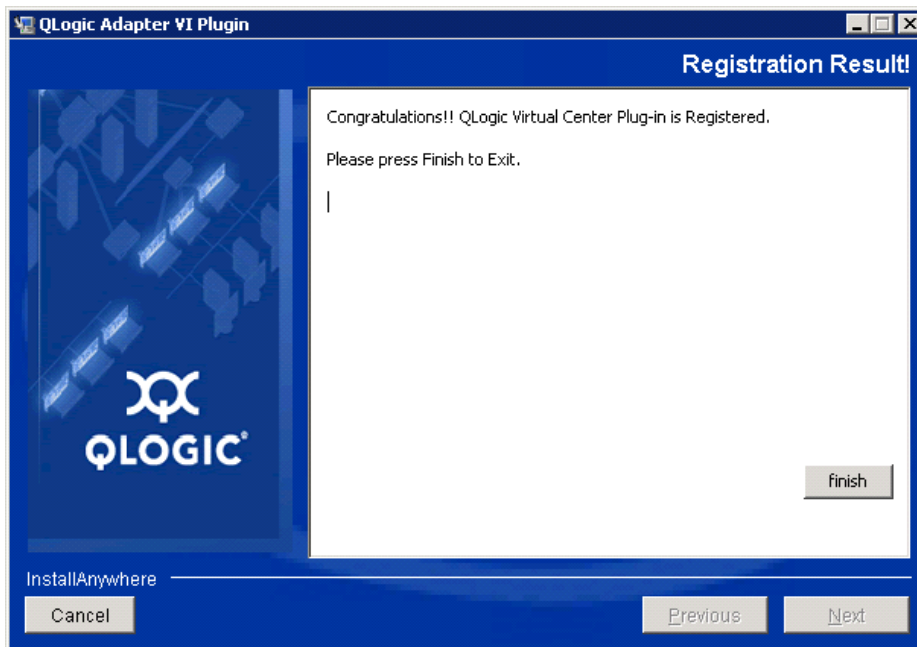 QLogic Adapter VI Plugin
Registration Result!
Congratulations!! QLogic Virtual Center Plug-in is Registered.
Please press Finish to Exit.
QLOGIC®
finish
InstallAnywhere
Cancel
Previous
Next